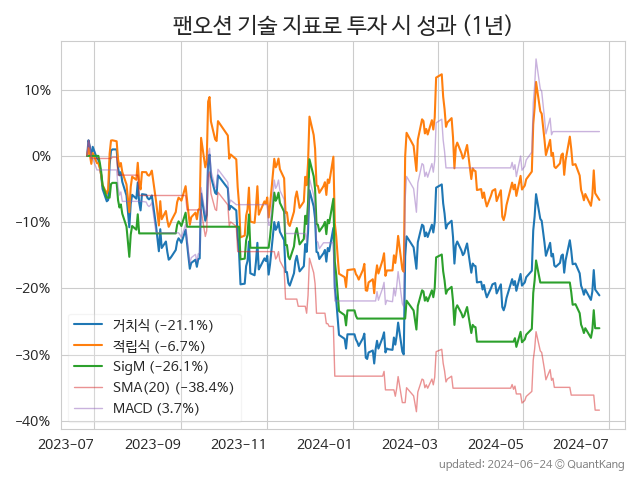 팬오션 기술 지표로 투자 시 성과 (1년)
10%
0%
−10%
−20%
−30%
−40%
거치식 (−21.1%)
적립식 (−6.7%)
SigM (−26.1%)
SMA(20) (−38.4%)
MACD (3.7%)
2023−07 2023−09 2023−11 2024−01 2024−03 2024−05 2024−07
updated: 2024−06−24 ⓒ QuantKang